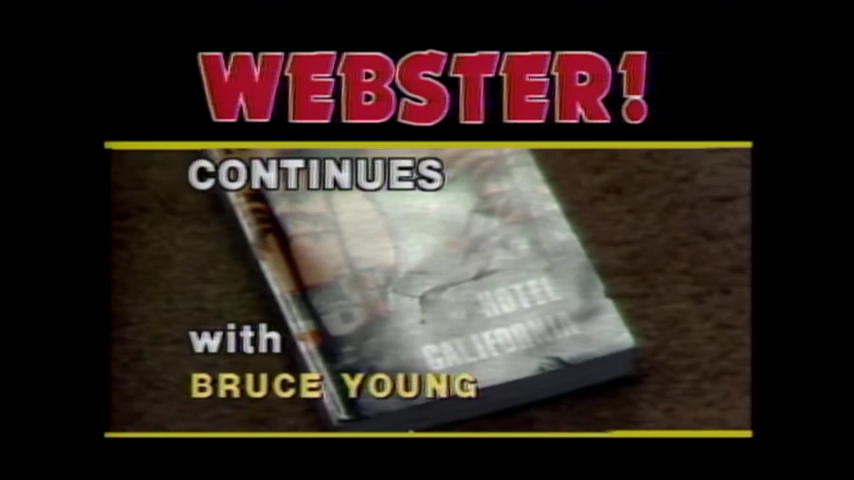 WEBSTER!
CONTINUES
HOTEL
CALIFORNIA
with
BRUCE YOUNG